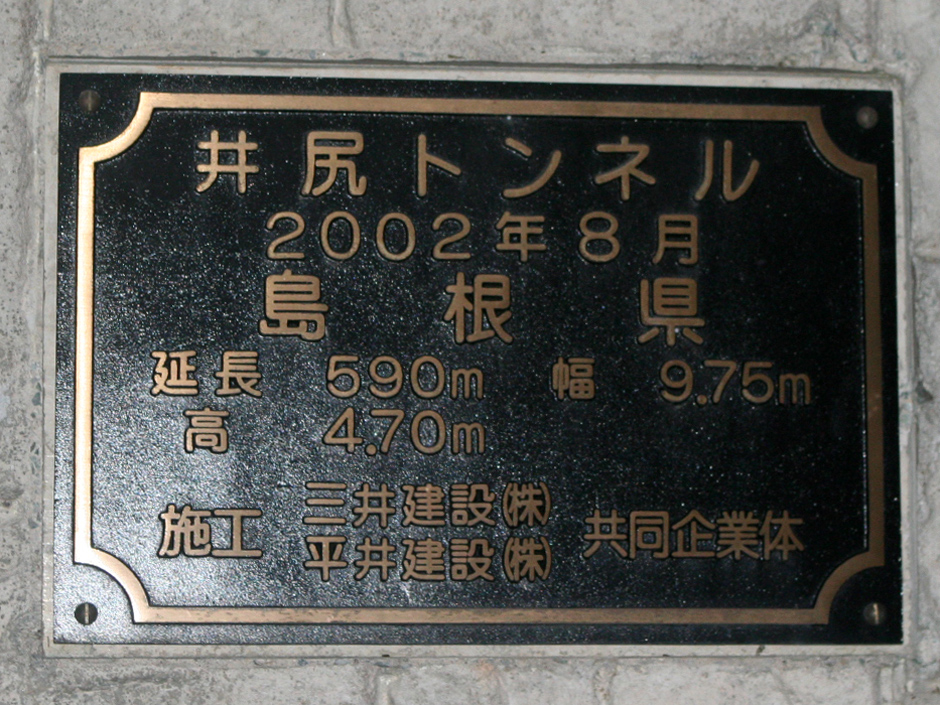 井尻トンネル
2002年8月
島根県
延長 590m 幅 9.75m
高 4.70m
施工 三井建設㈱ 共同企業体
平井建設㈱